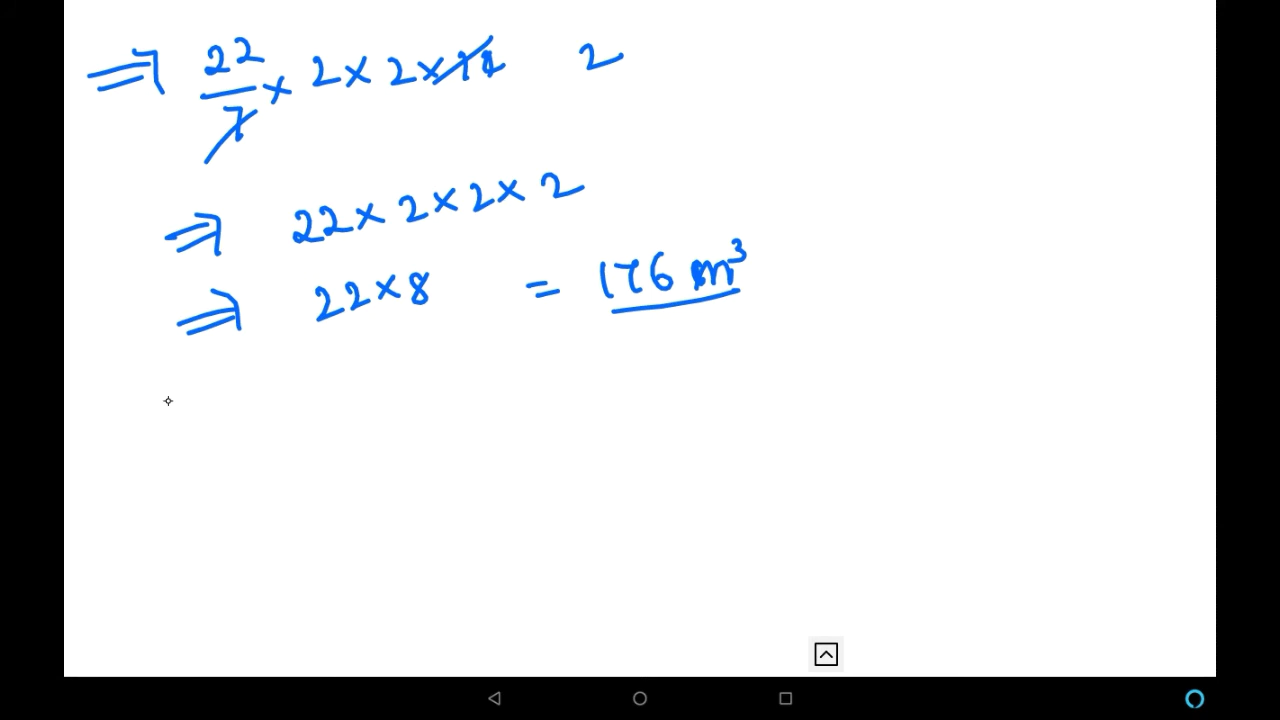 ⇒ 22/7 × 2 × 2 × 14 2
⇒ 22 × 2 × 2 × 2
⇒ 22 × 8 = 176 m³